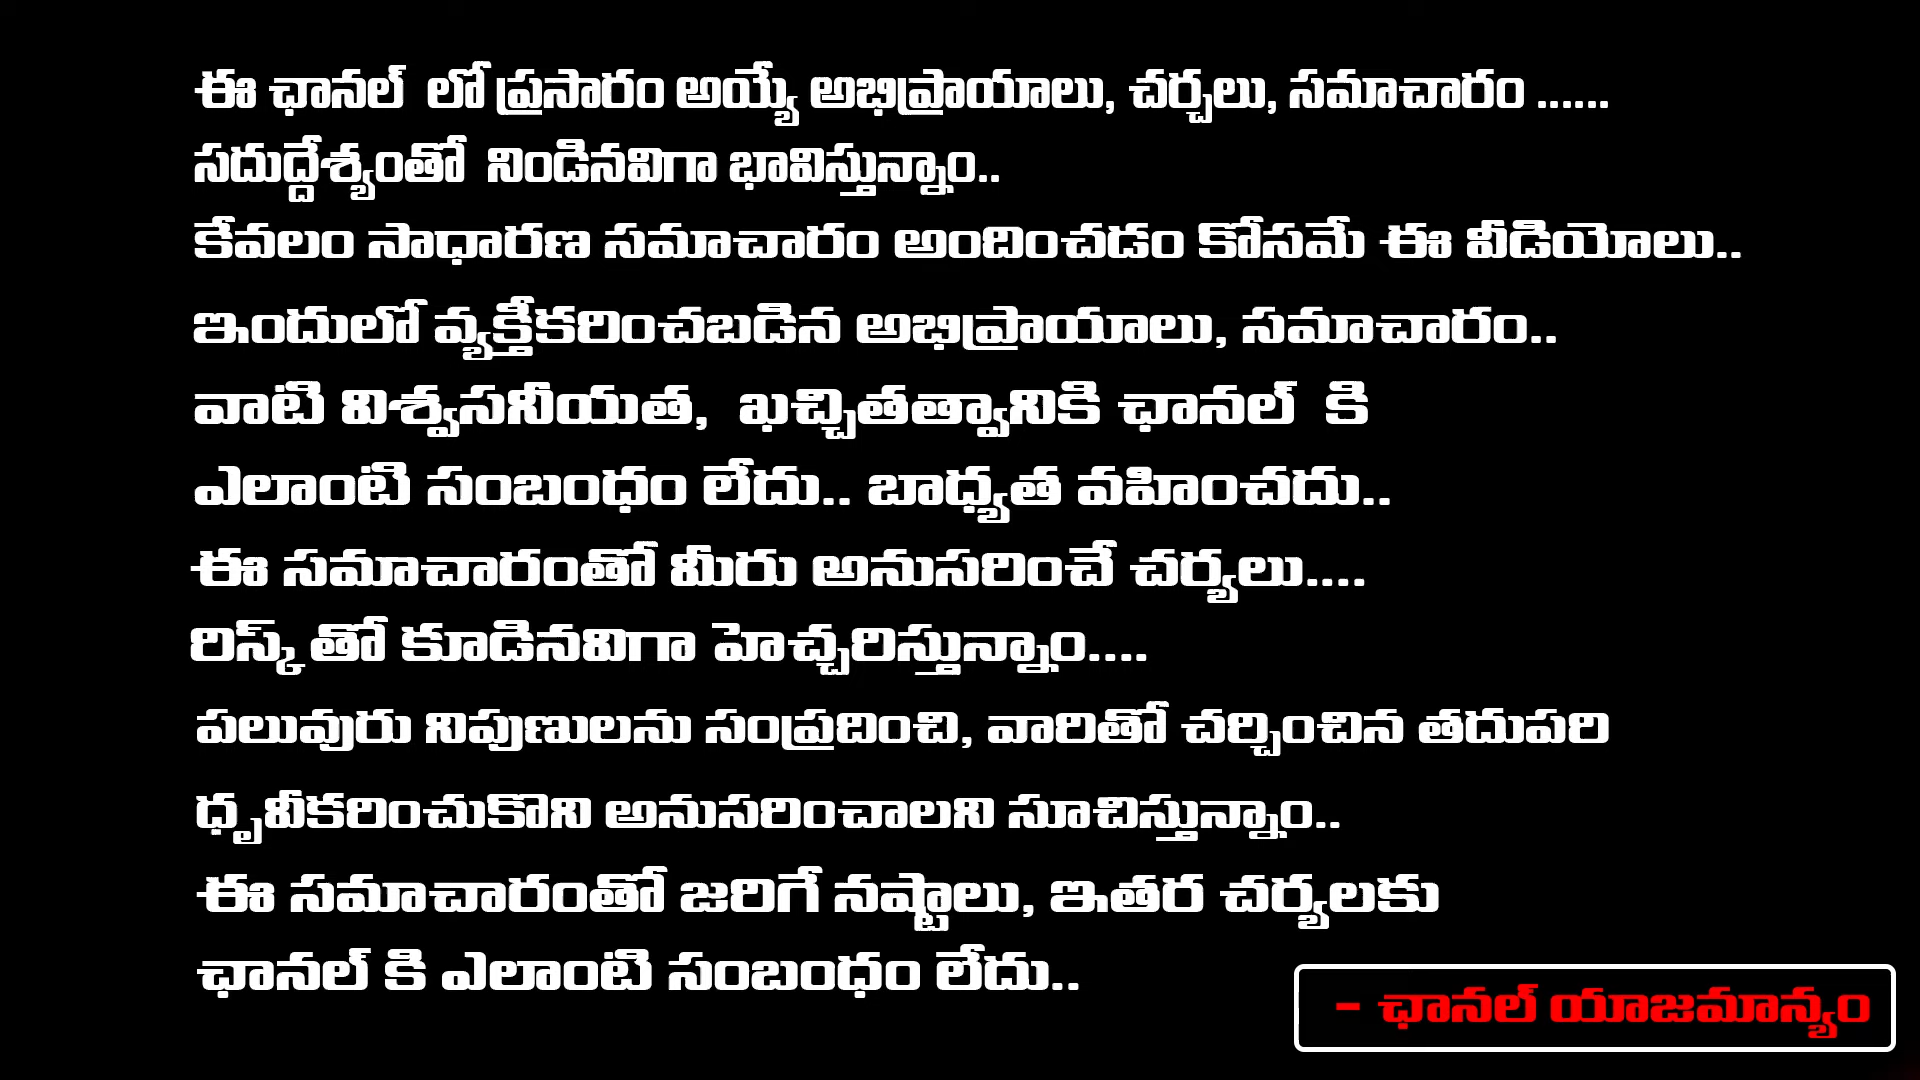 ఈ ఛానల్ లో ప్రసారం అయ్యే అభిప్రాయాలు, చర్చలు, సమాచారం ......
సదుద్దేశ్యంతో నిండినవిగా భావిస్తున్నాం..
కేవలం సాధారణ సమాచారం అందించడం కోసమే ఈ వీడియోలు..
ఇందులో వ్యక్తీకరించబడిన అభిప్రాయాలు, సమాచారం..
వాటి విశ్వసనీయత, ఖచ్చితత్వానికి ఛానల్ కి
ఎలాంటి సంబంధం లేదు.. బాధ్యత వహించదు..
ఈ సమాచారంతో మీరు అనుసరించే చర్యలు....
రిస్క్ తో కూడినవిగా హెచ్చరిస్తున్నాం....
పలువురు నిపుణులను సంప్రదించి, వారితో చర్చించిన తదుపరి
ధృవీకరించుకొని అనుసరించాలని సూచిస్తున్నాం..
ఈ సమాచారంతో జరిగే నష్టాలు, ఇతర చర్యలకు
ఛానల్ కి ఎలాంటి సంబంధం లేదు..
- ఛానల్ యాజమాన్యం